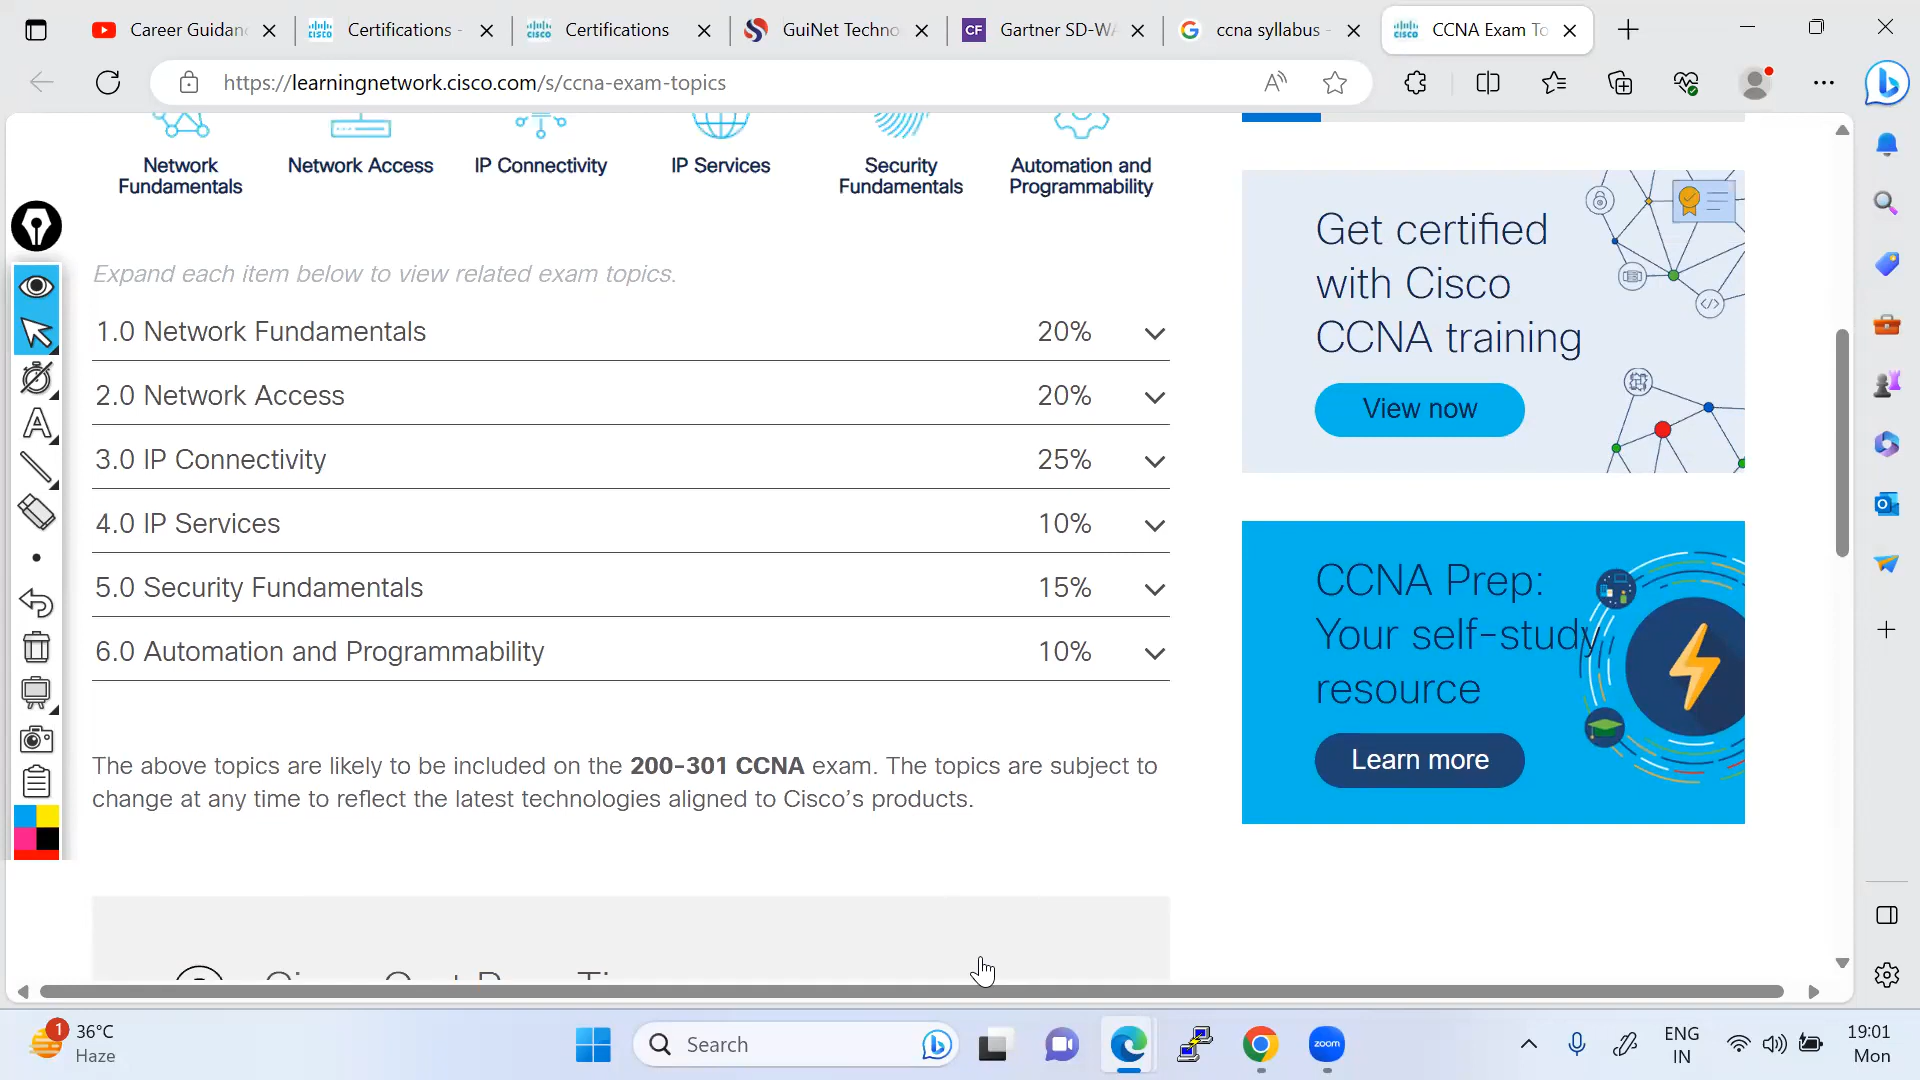 Career Guidan
Certifications -
Certifications
GuiNet Techno
CF
Gartner SD-WA
ccna syllabus -
CCNA Exam To
https://learningnetwork.cisco.com/s/ccna-exam-topics
Network Fundamentals
Network Access
IP Connectivity
IP Services
Security Fundamentals
Automation and Programmability
Expand each item below to view related exam topics.
1.0 Network Fundamentals 20%
2.0 Network Access 20%
3.0 IP Connectivity 25%
4.0 IP Services 10%
5.0 Security Fundamentals 15%
6.0 Automation and Programmability 10%
The above topics are likely to be included on the 200-301 CCNA exam. The topics are subject to
change at any time to reflect the latest technologies aligned to Cisco's products.
Get certified
with Cisco
CCNA training
View now
CCNA Prep:
Your self-study
resource
Learn more
1
36°C
Haze
Search
zoom
ENG
IN
19:01
Mon